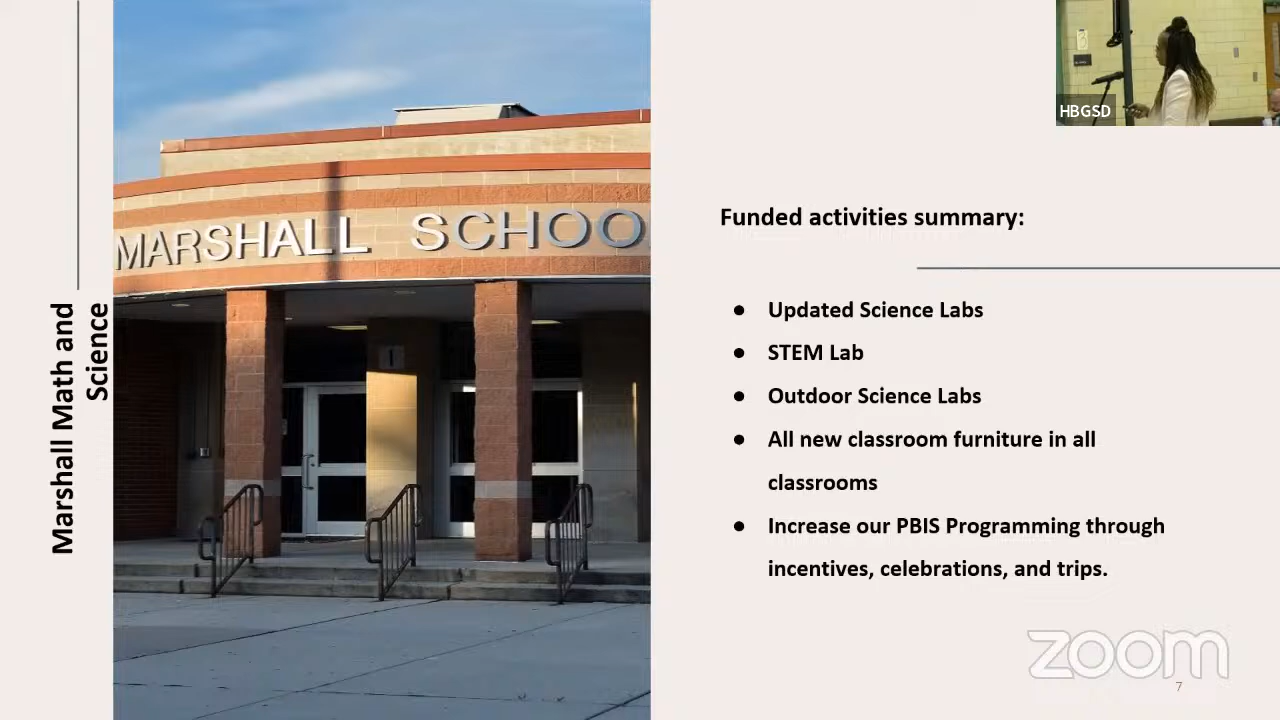 Marshall Math and
Science
MARSHALL SCHOO
1
HBGSD
Funded activities summary:
● Updated Science Labs
● STEM Lab
● Outdoor Science Labs
● All new classroom furniture in all
classrooms
● Increase our PBIS Programming through
incentives, celebrations, and trips.
zoom
7